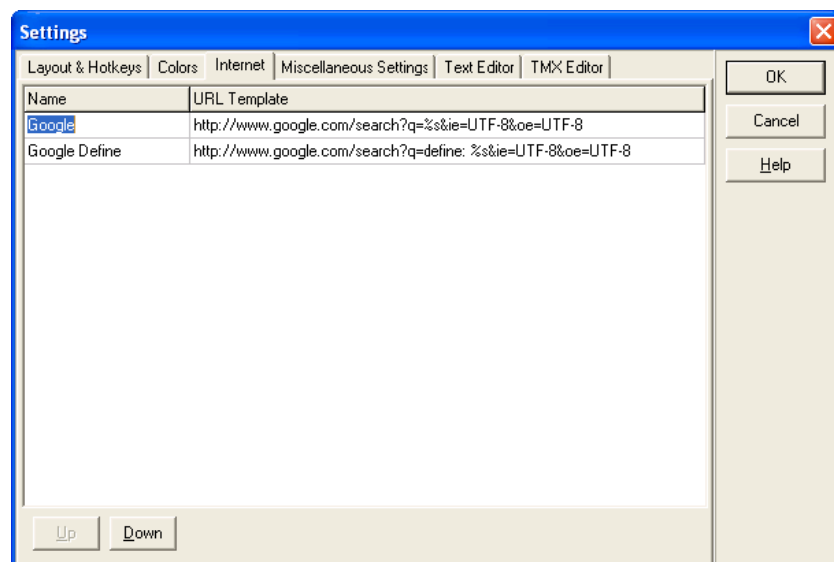 Settings
Layout & Hotkeys Colors Internet Miscellaneous Settings Text Editor TMX Editor
Name URL Template
Google http://www.google.com/search?q=%s&ie=UTF-8&oe=UTF-8
Google Define http://www.google.com/search?q=define: %s&ie=UTF-8&oe=UTF-8
Up Down
OK
Cancel
Help